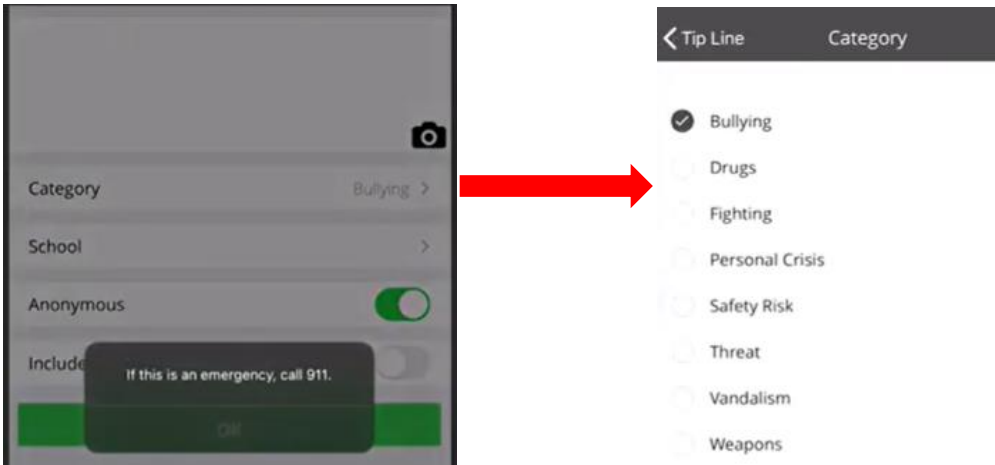 Category Bullying >
School >
Anonymous
Include
If this is an emergency, call 911.
OK
Tip Line Category
Bullying
Drugs
Fighting
Personal Crisis
Safety Risk
Threat
Vandalism
Weapons